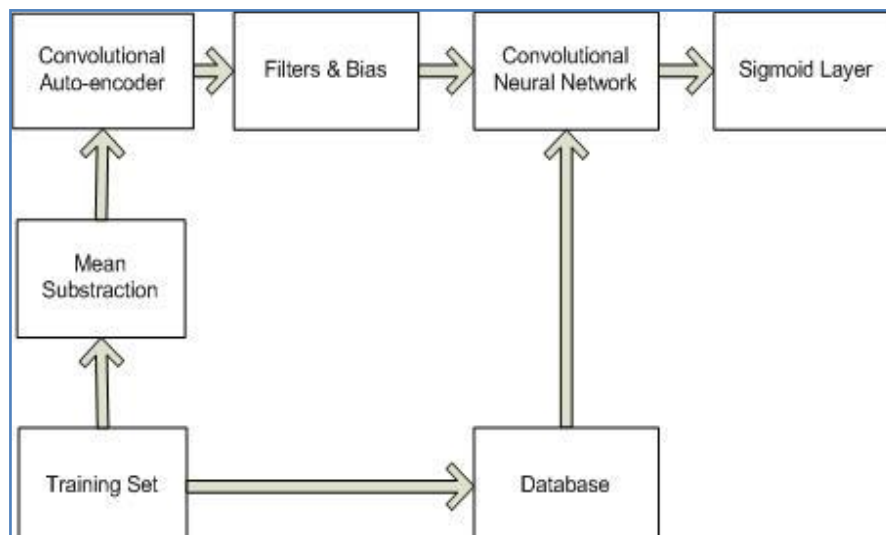 Convolutional
Auto-encoder
Filters & Bias
Convolutional
Neural Network
Sigmoid Layer
Mean
Substraction
Training Set
Database